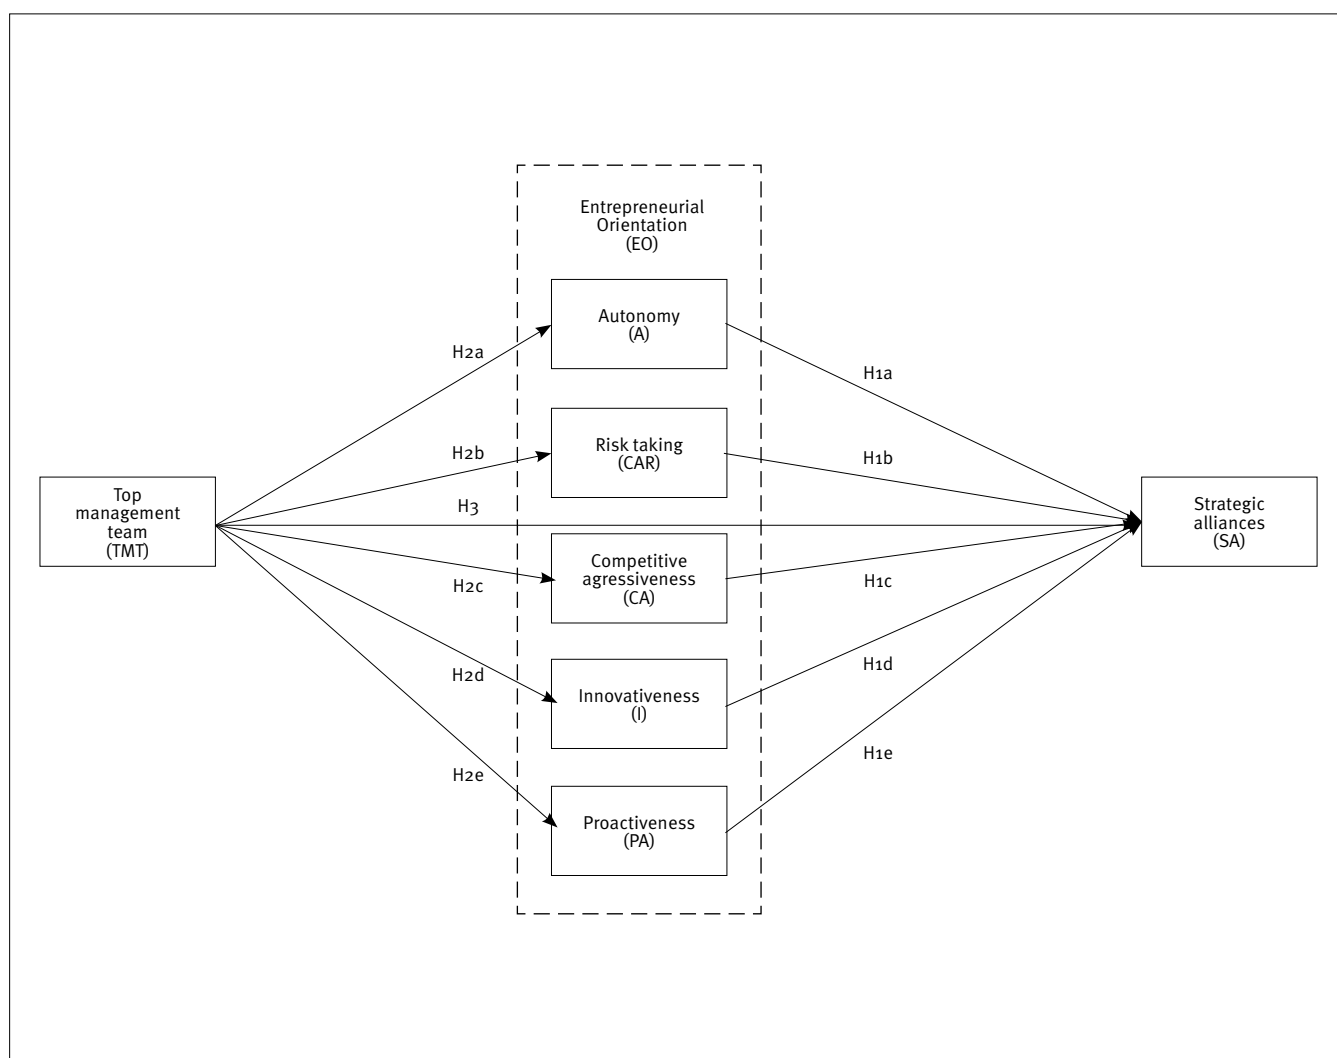 Entrepreneurial
Orientation
(EO)
Autonomy
(A)
H2a
H1a
Risk taking
(CAR)
H2b
H1b
Top
management
team
(TMT)
H3
Strategic
alliances
(SA)
Competitive
agressiveness
(CA)
H2c
H1c
Innovativeness
(I)
H2d
H1d
H2e
H1e
Proactiveness
(PA)